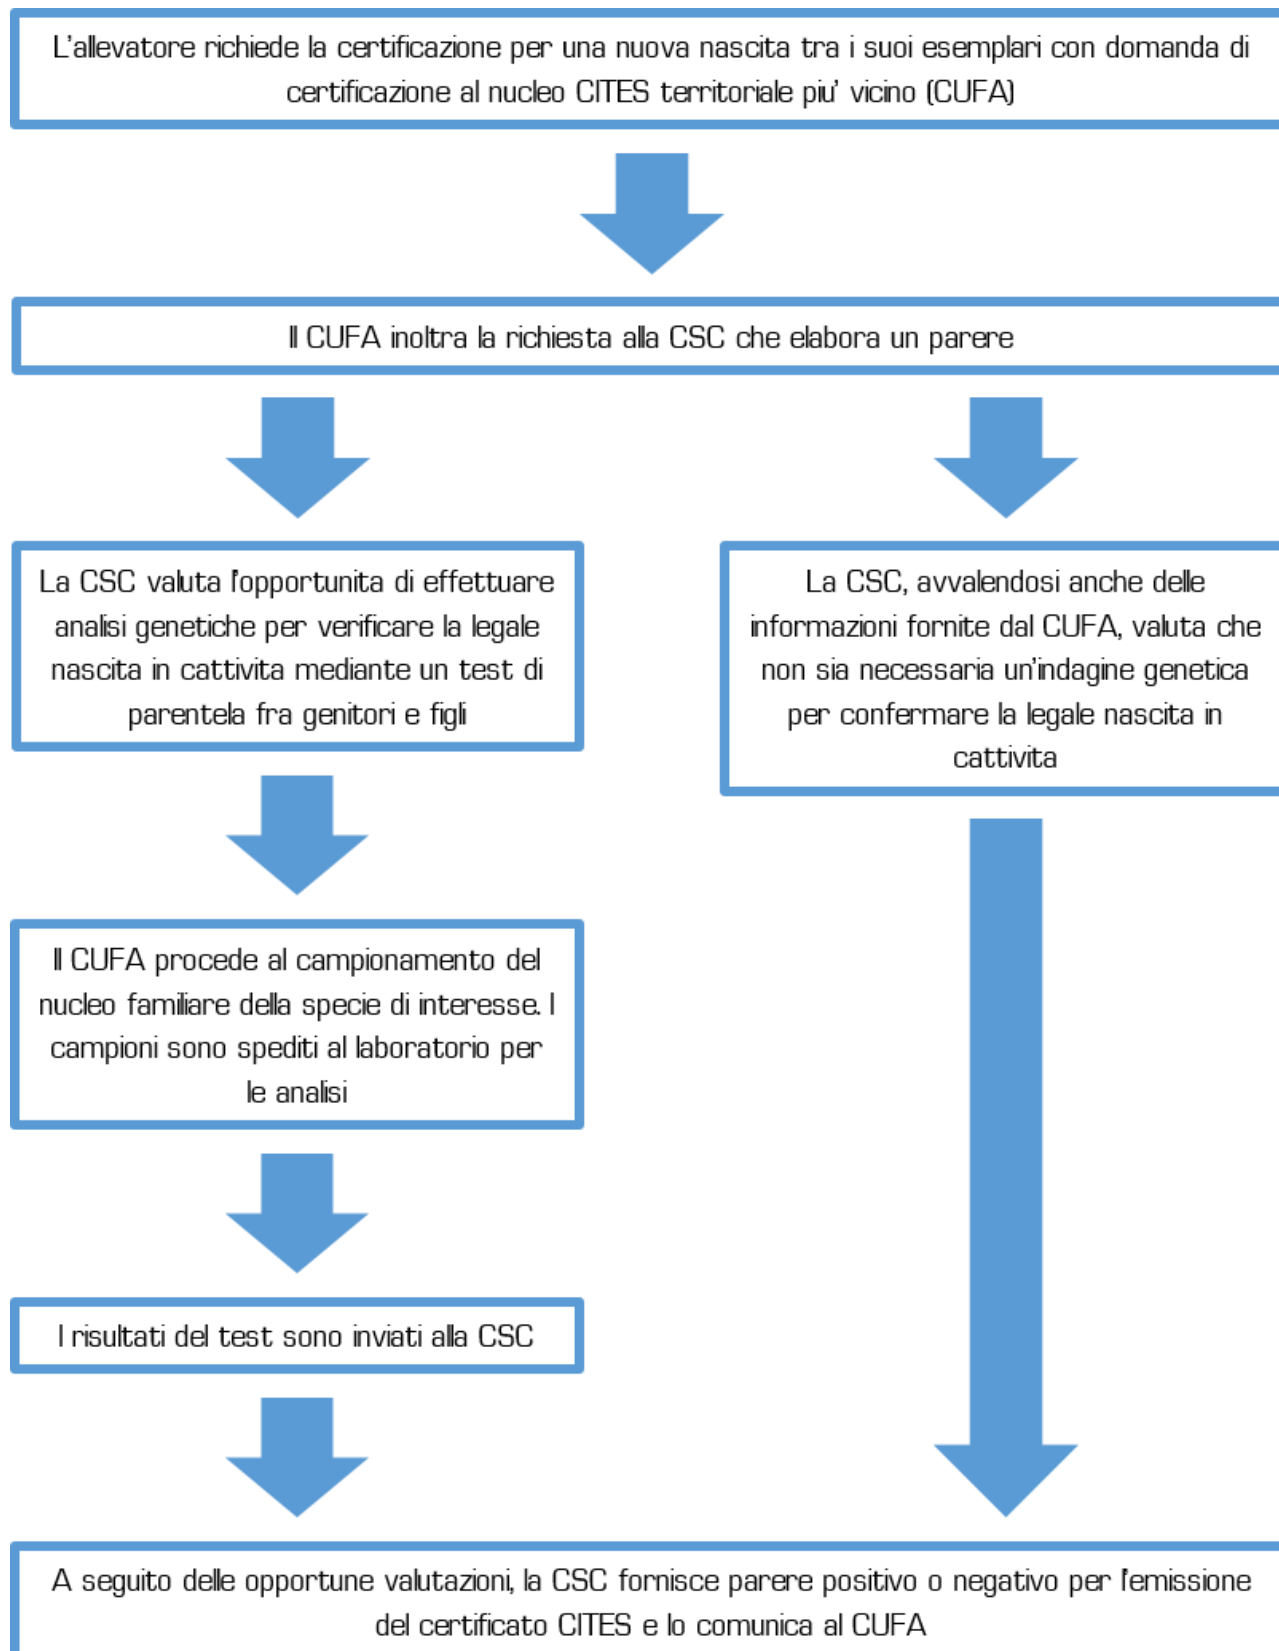 L'allevatore richiede la certificazione per una nuova nascita tra i suoi esemplari con domanda di
certificazione al nucleo CITES territoriale piu' vicino (CUFA)
Il CUFA inoltra la richiesta alla CSC che elabora un parere
La CSC valuta l'opportunita di effettuare
analisi genetiche per verificare la legale
nascita in cattivita mediante un test di
parentela fra genitori e figli
La CSC, avvalendosi anche delle
informazioni fornite dal CUFA, valuta che
non sia necessaria un'indagine genetica
per confermare la legale nascita in
cattivita
Il CUFA procede al campionamento del
nucleo familiare della specie di interesse. I
campioni sono spediti al laboratorio per
le analisi
I risultati del test sono inviati alla CSC
A seguito delle opportune valutazioni, la CSC fornisce parere positivo o negativo per l'emissione
del certificato CITES e lo comunica al CUFA